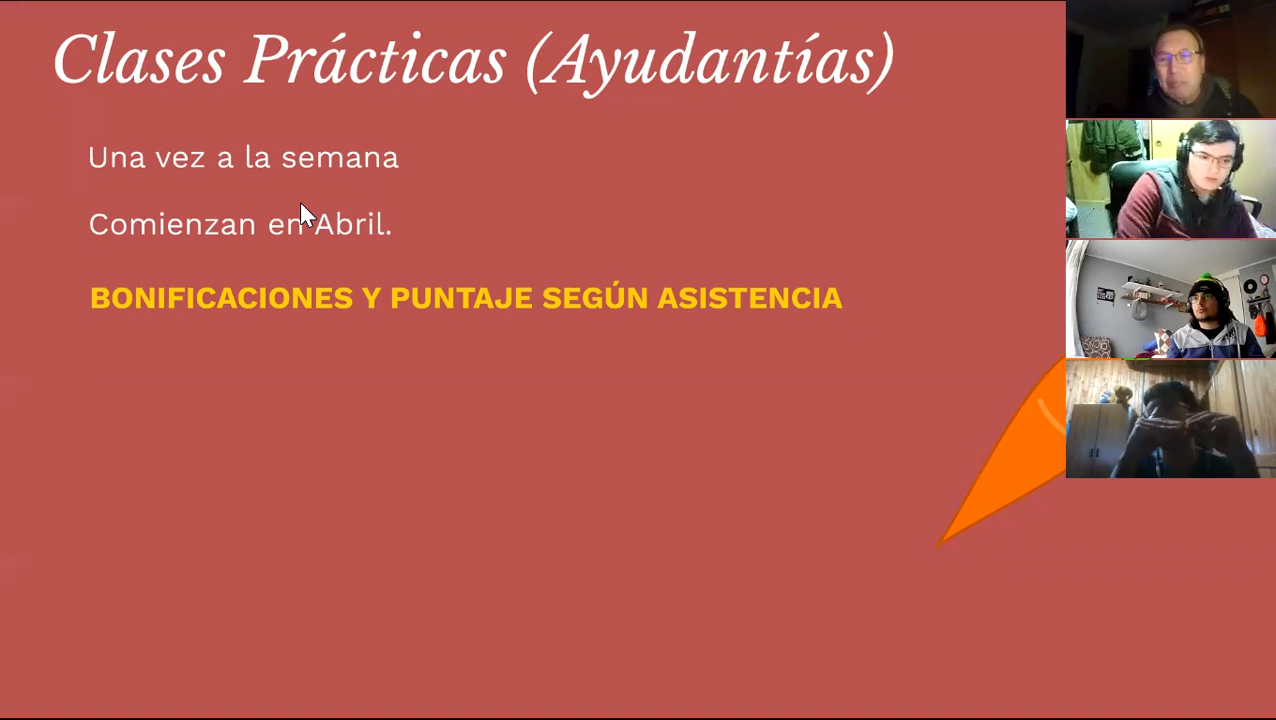 Clases Prácticas (Ayudantías)
Una vez a la semana
Comienzan en Abril.
BONIFICACIONES Y PUNTAJE SEGÚN ASISTENCIA